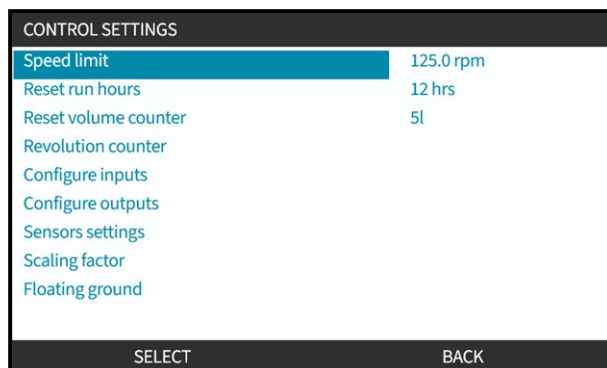 CONTROL SETTINGS
Speed limit 125.0 rpm
Reset run hours 12 hrs
Reset volume counter 5l
Revolution counter
Configure inputs
Configure outputs
Sensors settings
Scaling factor
Floating ground
SELECT BACK